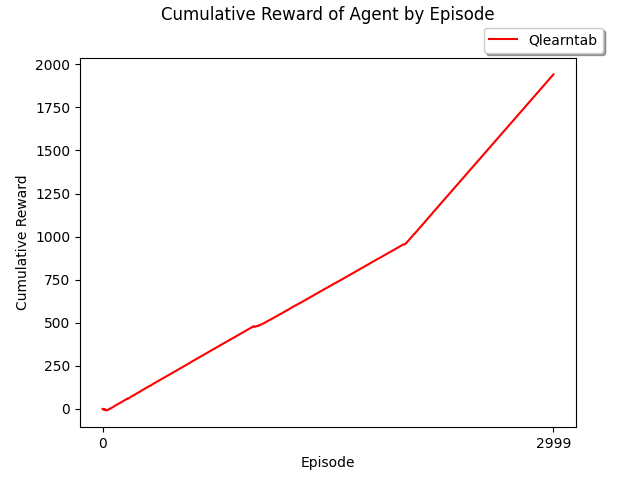 Cumulative Reward of Agent by Episode
Qlearntab
2000
1750
1500
1250
1000
750
500
250
0
Cumulative Reward
0 2999
Episode